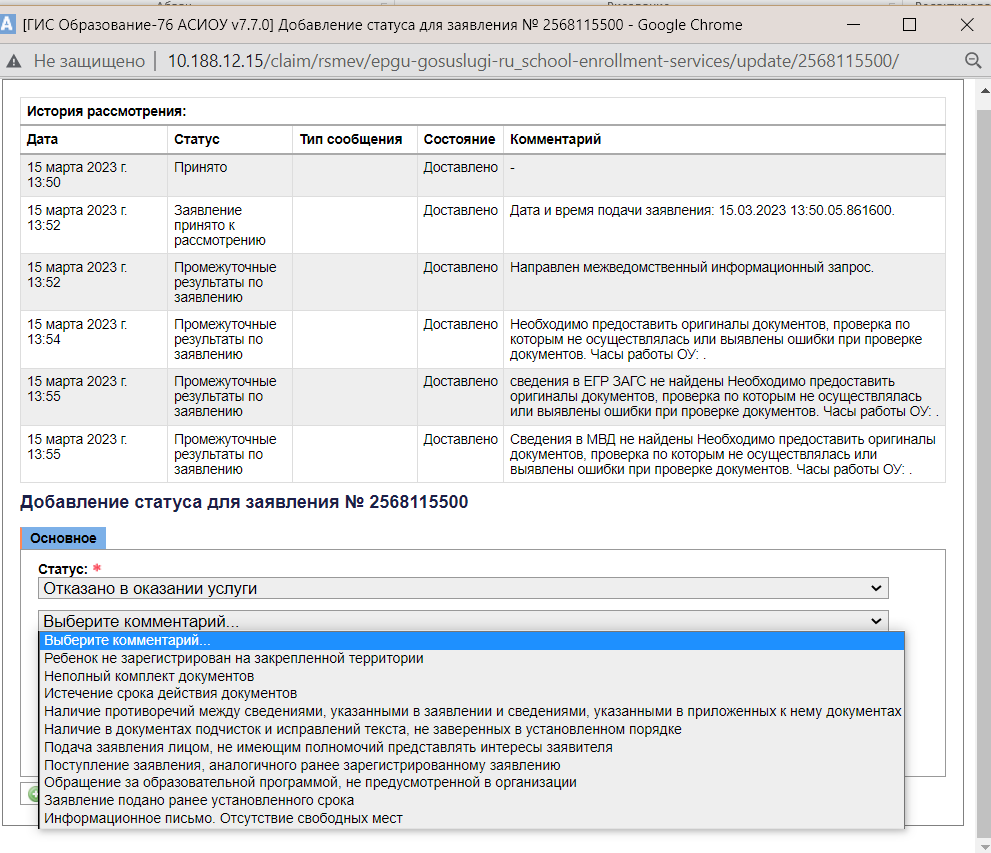 [ГИС Образование-76 АСИОУ v7.7.0] Добавление статуса для заявления № 2568115500 - Google Chrome
Не защищено | 10.188.12.15/claim/rsmev/epgu-gosuslugi-ru_school-enrollment-services/update/2568115500/
История рассмотрения:
Дата Статус Тип сообщения Состояние Комментарий
15 марта 2023 г. Принято Доставлено -
13:50
15 марта 2023 г. Заявление Доставлено Дата и время подачи заявления: 15.03.2023 13:50.05.861600.
13:52 принято к
рассмотрению
15 марта 2023 г. Промежуточные Доставлено Направлен межведомственный информационный запрос.
13:52 результаты по
заявлению
15 марта 2023 г. Промежуточные Доставлено Необходимо предоставить оригиналы документов, проверка по
13:54 результаты по которым не осуществлялась или выявлены ошибки при проверке
заявлению документов. Часы работы ОУ: .
15 марта 2023 г. Промежуточные Доставлено сведения в ЕГР ЗАГС не найдены Необходимо предоставить
13:55 результаты по оригиналы документов, проверка по которым не осуществлялась
заявлению или выявлены ошибки при проверке документов. Часы работы ОУ: .
15 марта 2023 г. Промежуточные Доставлено Сведения в МВД не найдены Необходимо предоставить оригиналы
13:55 результаты по документов, проверка по которым не осуществлялась или
заявлению выявлены ошибки при проверке документов. Часы работы ОУ: .
Добавление статуса для заявления № 2568115500
Основное
Статус: *
Отказано в оказании услуги
Выберите комментарий...
Выберите комментарий...
Ребенок не зарегистрирован на закрепленной территории
Неполный комплект документов
Истечение срока действия документов
Наличие противоречий между сведениями, указанными в заявлении и сведениями, указанными в приложенных к нему документах
Наличие в документах подчисток и исправлений текста, не заверенных в установленном порядке
Подача заявления лицом, не имеющим полномочий представлять интересы заявителя
Поступление заявления, аналогичного ранее зарегистрированному заявлению
Обращение за образовательной программой, не предусмотренной в организации
Заявление подано ранее установленного срока
Информационное письмо. Отсутствие свободных мест